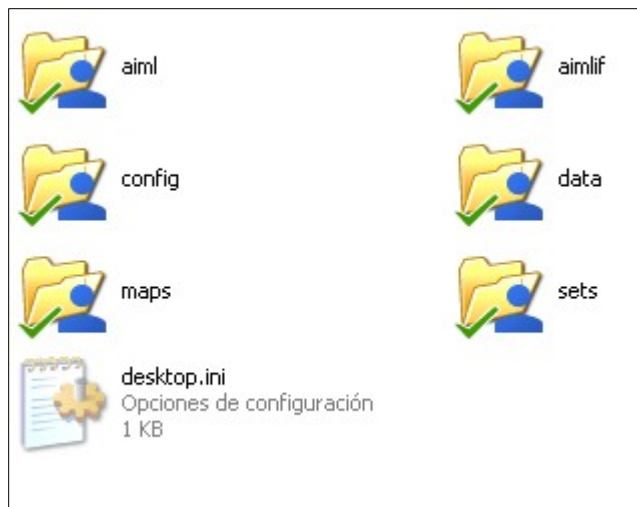 aiml
aimlif
config
data
maps
sets
desktop.ini
Opciones de configuración
1 KB